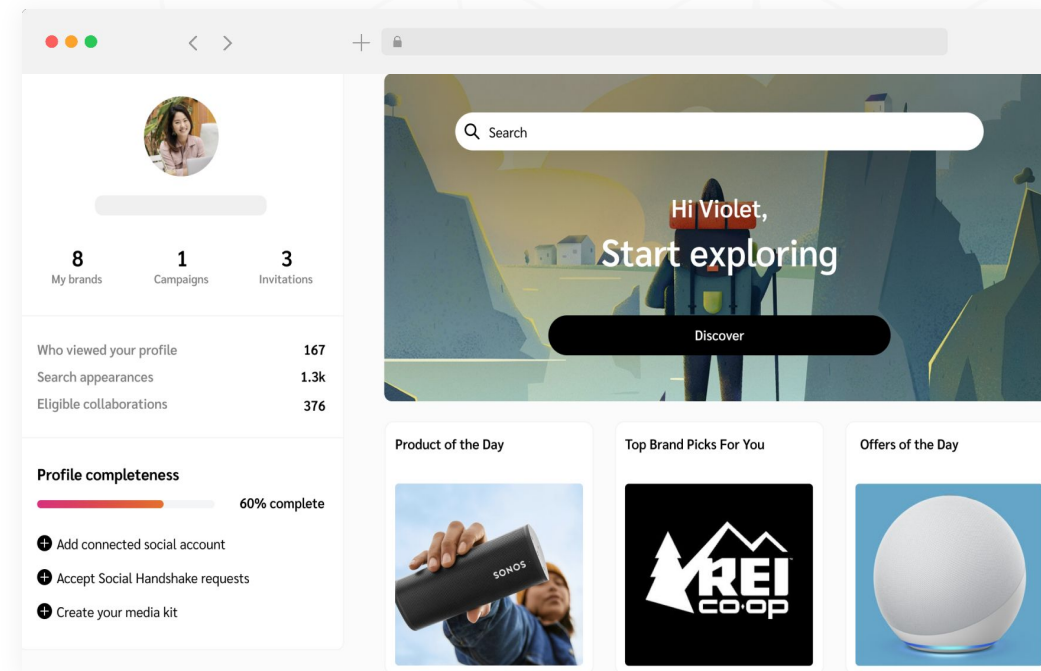 8
My brands
1
Campaigns
3
Invitations
Who viewed your profile 167
Search appearances 1.3k
Eligible collaborations 376
Profile completeness
60% complete
Add connected social account
Accept Social Handshake requests
Create your media kit
Search
Hi Violet,
Start exploring
Discover
Product of the Day
SONOS
Top Brand Picks For You
REI
CO·OP
Offers of the Day